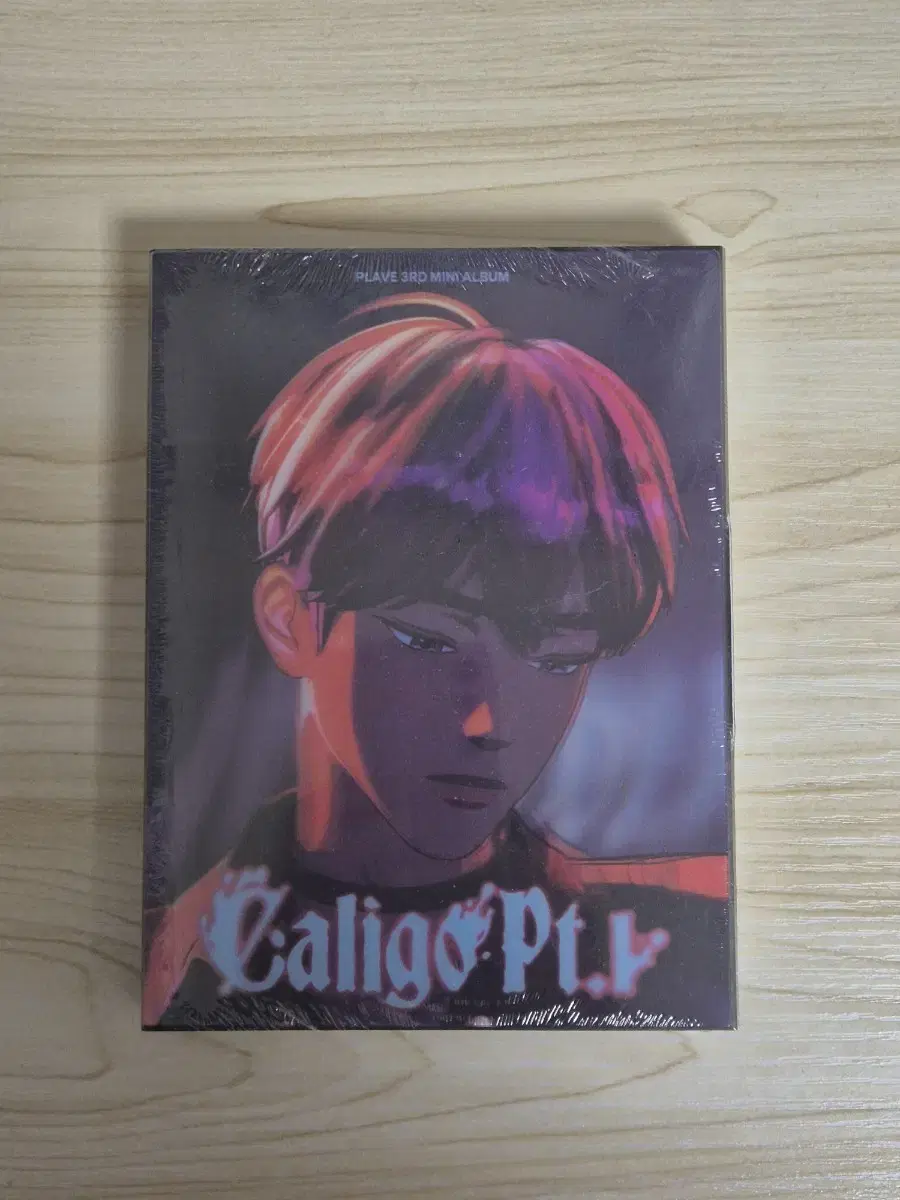 PLAVE 3RD MINI ALBUM
Caligo Pt.1